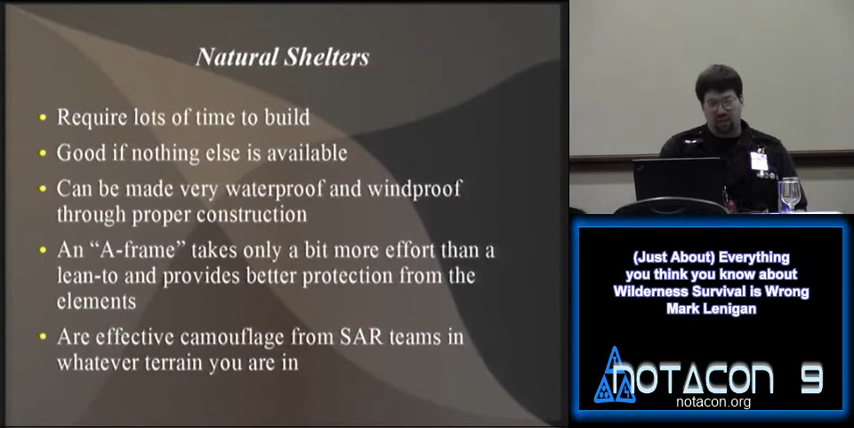 Natural Shelters
• Require lots of time to build
• Good if nothing else is available
• Can be made very waterproof and windproof
through proper construction
• An “A-frame” takes only a bit more effort than a
lean-to and provides better protection from the
elements
• Are effective camouflage from SAR teams in
whatever terrain you are in
(Just About) Everything
you think you know about
Wilderness Survival is Wrong
Mark Lenigan
NOTACON 9
notacon.org